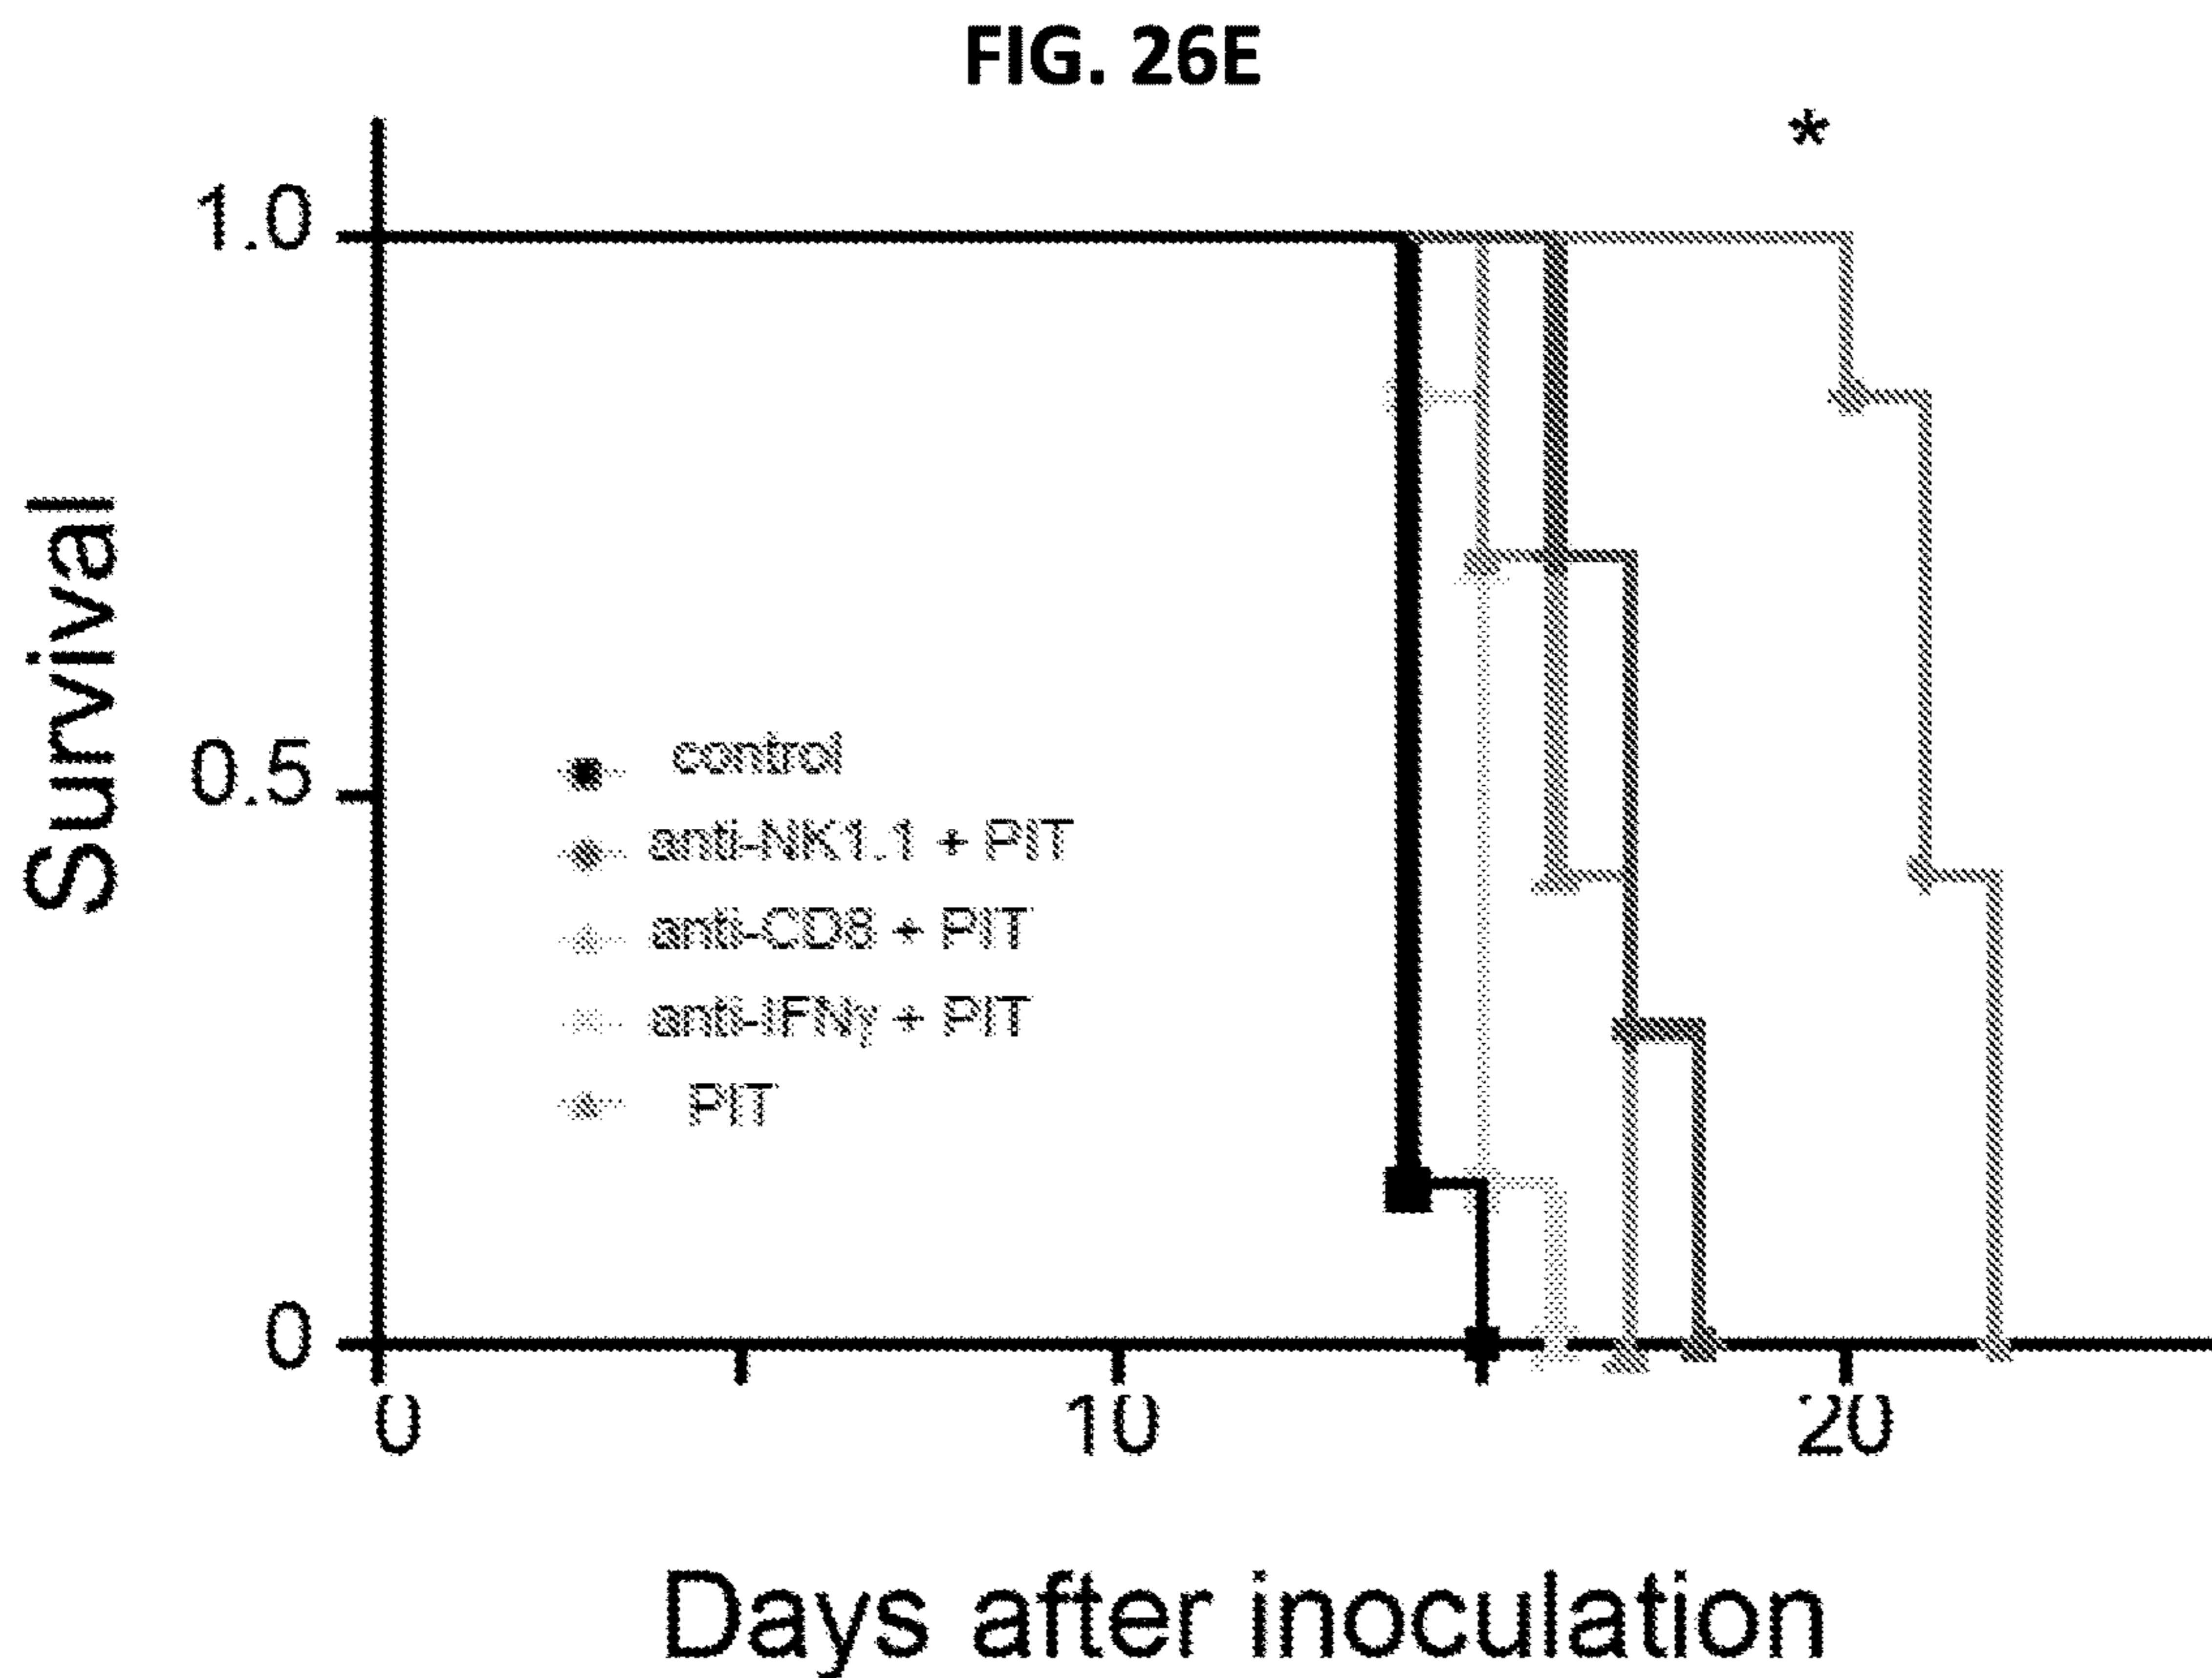 FIG. 26E
*
1.0
0.5
0
Survival
control
anti-NK1.1 + PIT
anti-CD8 + PIT
anti-IFNγ + PIT
PIT
0
10
20
Days after inoculation